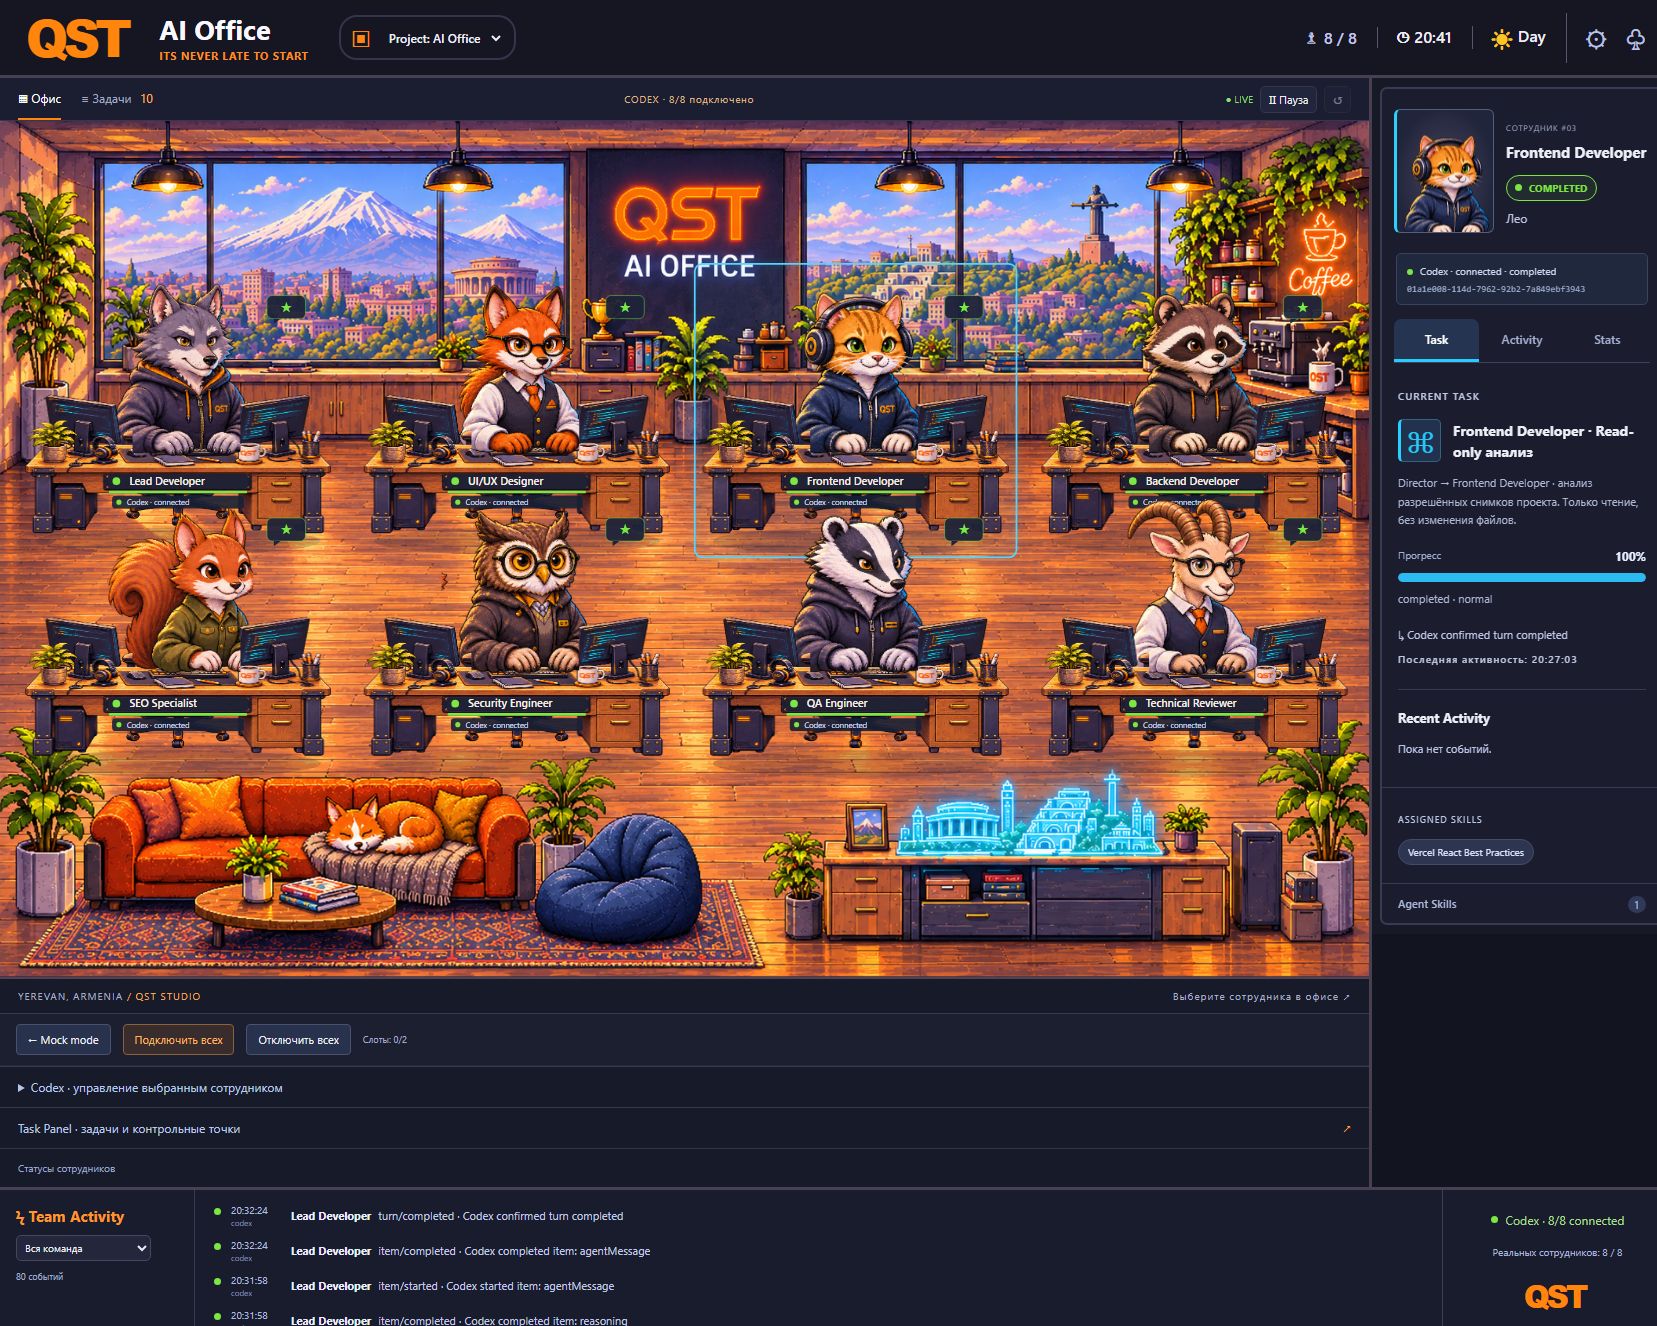 QST
AI Office
ITS NEVER LATE TO START
Project: AI Office
8 / 8
20:41
Day
Офис
Задачи 10
CODEX · 8/8 подключено
LIVE
Пауза
QST
AI OFFICE
Coffee
QST
QST
QST
QST
QST
QST
QST
Lead Developer
Codex · connected
UI/UX Designer
Codex · connected
Frontend Developer
Codex · connected
Backend Developer
QST
QST
QST
QST
SEO Specialist
Codex · connected
Security Engineer
Codex · connected
QA Engineer
Codex · connected
Technical Reviewer
Codex · connected
YEREVAN, ARMENIA / QST STUDIO
Выберите сотрудника в офисе ↗
← Mock mode
Подключить всех
Отключить всех
Слоты: 0/2
▶ Codex · управление выбранным сотрудником
Task Panel · задачи и контрольные точки ↗
Статусы сотрудников
СОТРУДНИК #03
Frontend Developer
COMPLETED
Лео
Codex · connected · completed
01a1e008-114d-7962-92b2-7a849ebf3943
Task
Activity
Stats
CURRENT TASK
Frontend Developer · Read-
only анализ
Director → Frontend Developer · анализ
разрешённых снимков проекта. Только чтение,
без изменения файлов.
Прогресс 100%
completed · normal
↳ Codex confirmed turn completed
Последняя активность: 20:27:03
Recent Activity
Пока нет событий.
ASSIGNED SKILLS
Vercel React Best Practices
Agent Skills 1
Team Activity
Вся команда
80 событий
20:32:24
codex
Lead Developer turn/completed · Codex confirmed turn completed
20:32:24
codex
Lead Developer item/completed · Codex completed item: agentMessage
20:31:58
codex
Lead Developer item/started · Codex started item: agentMessage
20:31:58
Lead Developer item/completed · Codex completed item: reasoning
Codex · 8/8 connected
Реальных сотрудников: 8 / 8
QST